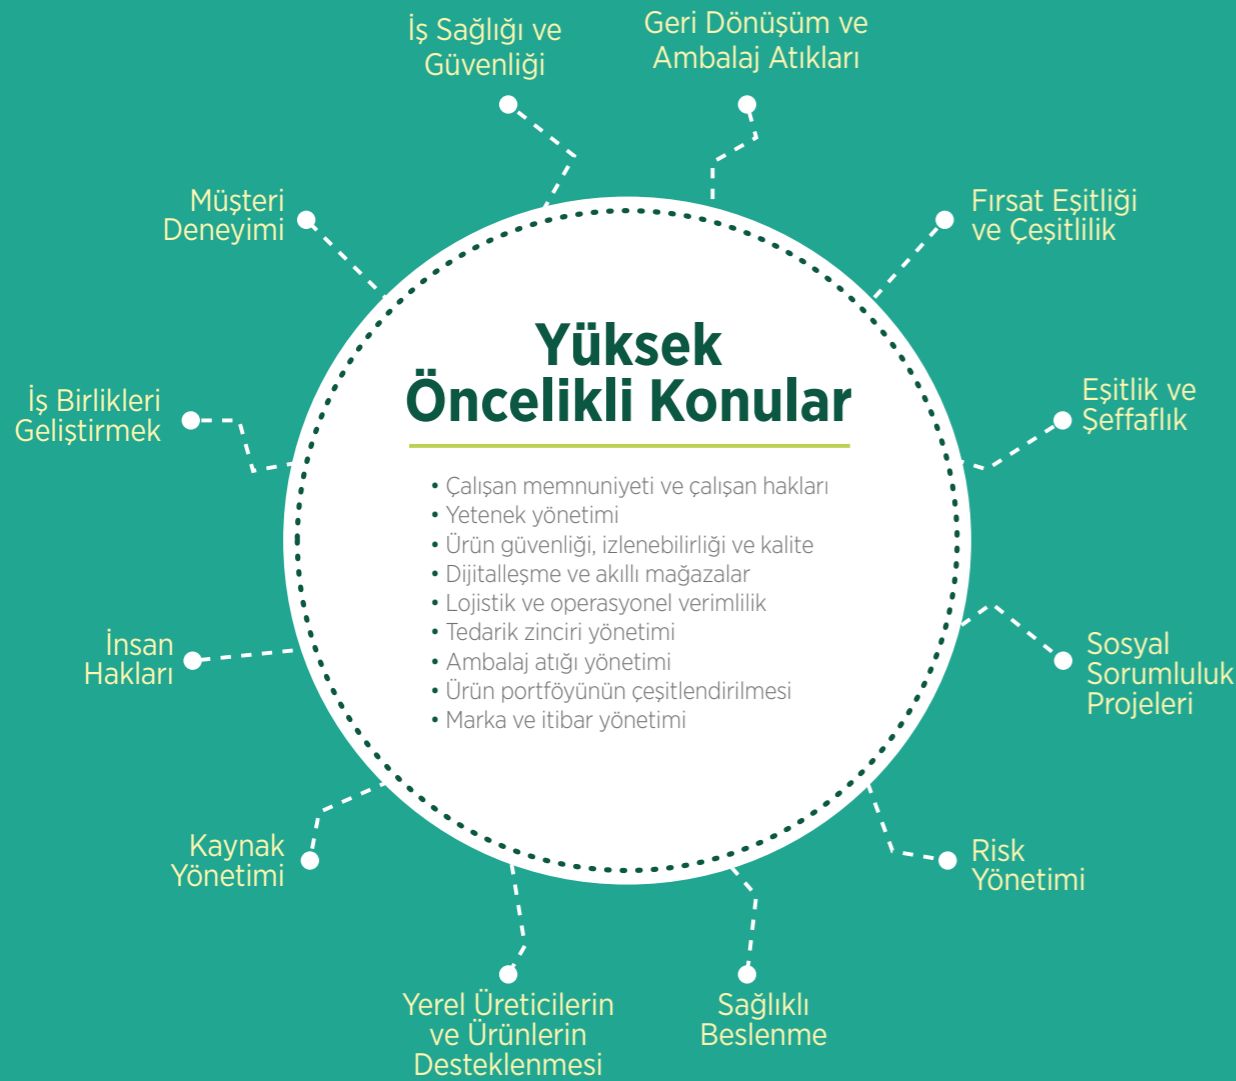 İş Sağlığı ve
Güvenliği
Geri Dönüşüm ve
Ambalaj Atıkları
Müşteri
Deneyimi
Fırsat Eşitliği
ve Çeşitlilik
Yüksek
Öncelikli Konular
İş Birlikleri
Geliştirmek
Eşitlik ve
Şeffaflık
• Çalışan memnuniyeti ve çalışan hakları
• Yetenek yönetimi
• Ürün güvenliği, izlenebilirliği ve kalite
• Dijitalleşme ve akıllı mağazalar
• Lojistik ve operasyonel verimlilik
• Tedarik zinciri yönetimi
• Ambalaj atığı yönetimi
• Ürün portföyünün çeşitlendirilmesi
• Marka ve itibar yönetimi
İnsan
Hakları
Sosyal
Sorumluluk
Projeleri
Kaynak
Yönetimi
Risk
Yönetimi
Yerel Üreticilerin
ve Ürünlerin
Desteklenmesi
Sağlıklı
Beslenme